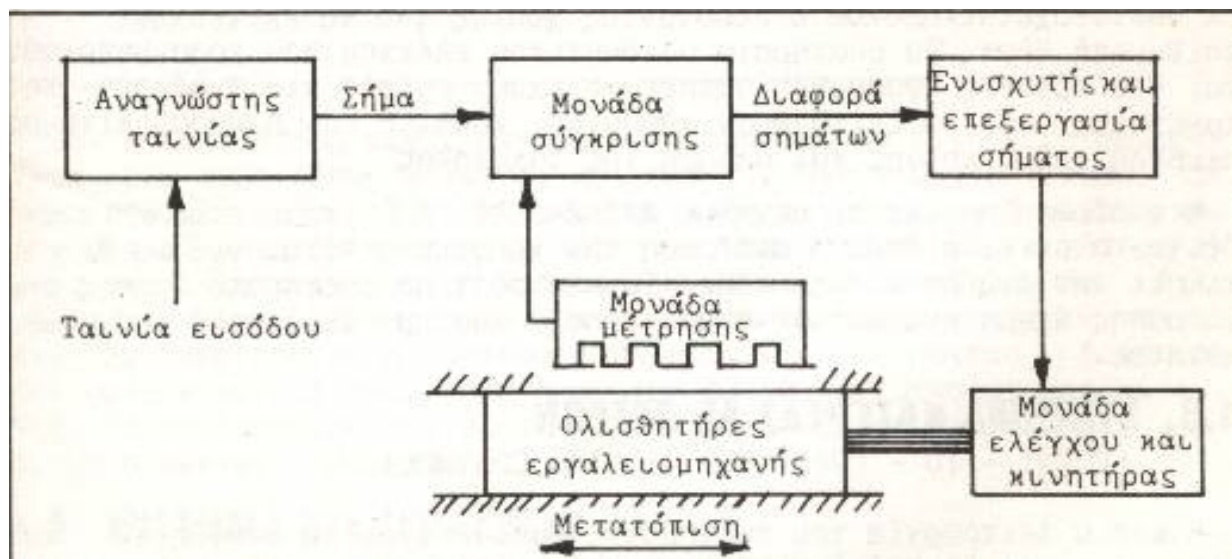 Αναγνώστης
ταινίας
Σήμα
Μονάδα
σύγκρισης
Διαφορά
σημάτων
Ενισχυτής και
επεξεργασία
σήματος
Ταινία εισόδου
Μονάδα
μέτρησης
Ολισθητήρες
εργαλειομηχανής
Μονάδα
ελέγχου και
κινητήρας
Μετατόπιση